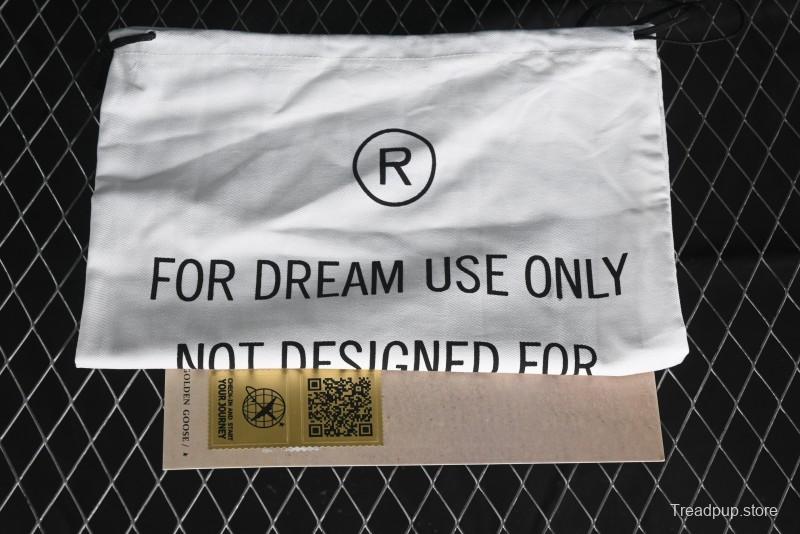 R
FOR DREAM USE ONLY
NOT DESIGNED FOR
GOLDEN GOOSE /
CHECK-IN AND START
YOUR JOURNEY
Treadpup.store